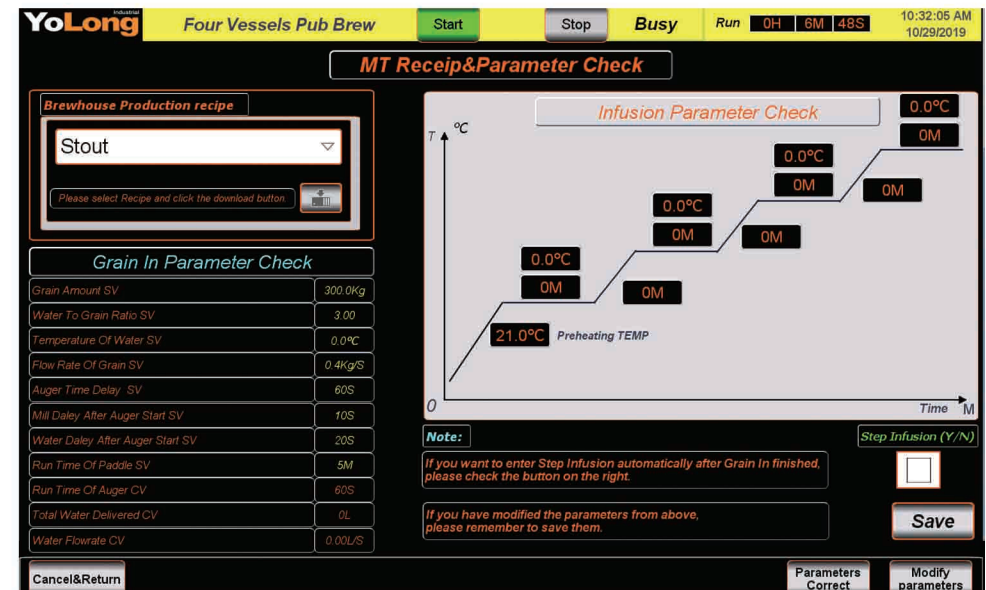 Industrial
YoLong
Four Vessels Pub Brew
Start
Stop
Busy
Run 0H 6M 48S
10:32:05 AM
10/29/2019
MT Receip&Parameter Check
Brewhouse Production recipe
Stout
Please select Recipe and click the download button
Grain In Parameter Check
Grain Amount SV 300.0Kg
Water To Grain Ratio SV 3.00
Temperature Of Water SV 0.0℃
Flow Rate Of Grain SV 0.4Kg/S
Auger Time Delay SV 60S
Mill Daley After Auger Start SV 10S
Water Daley After Auger Start SV 20S
Run Time Of Paddle SV 5M
Run Time Of Auger CV 60S
Total Water Delivered CV 0L
Water Flowrate CV 0.00L/S
Infusion Parameter Check
T ℃
0.0℃
0M
0.0℃
0M
0M
0.0℃
0M
0M
0.0℃
0M
0M
21.0℃ Preheating TEMP
0
Time M
Note:
Step Infusion (Y/N)
If you want to enter Step Infusion automatically after Grain In finished,
please check the button on the right.
If you have modified the parameters from above,
please remember to save them.
Save
Cancel&Return
Parameters
Correct
Modify
parameters